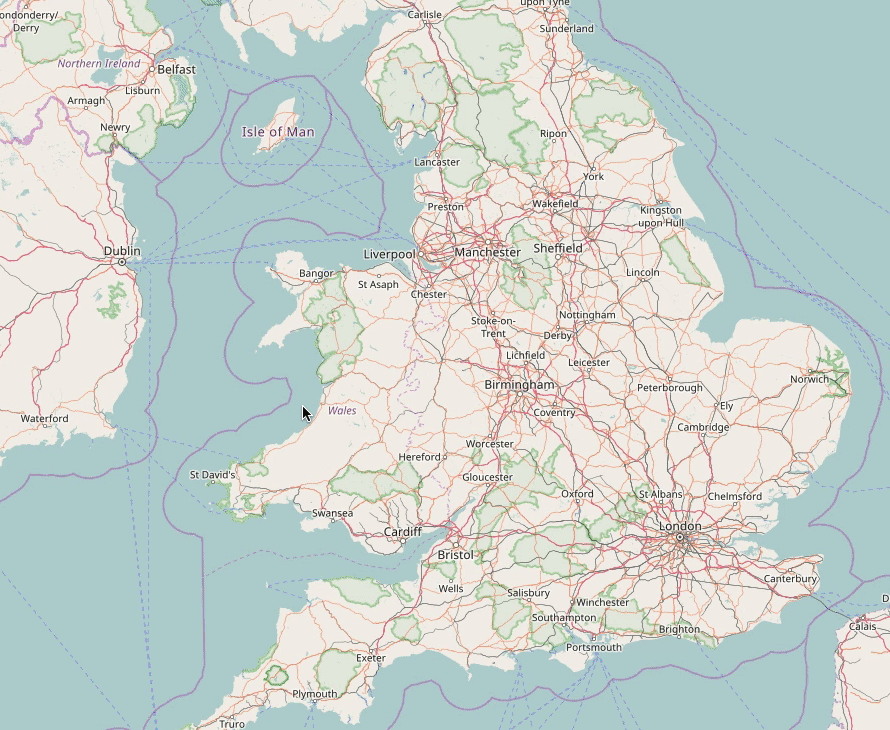 Carlisle
upon Tyne
Sunderland
ondonderry/
Derry
Northern Ireland
Belfast
Lisburn
Armagh
Newry
Isle of Man
Ripon
Lancaster
York
Preston
Wakefield
Kingston
upon Hull
Dublin
Liverpool
Manchester
Sheffield
Bangor
St Asaph
Chester
Lincoln
Stoke-on-
Trent
Nottingham
Derby
Lichfield
Leicester
Birmingham
Peterborough
Norwich
Coventry
Ely
Wales
Waterford
Cambridge
Worcester
Hereford
St David's
Gloucester
Oxford
St Albans
Chelmsford
Swansea
Cardiff
London
Bristol
Canterbury
Wells
Salisbury
Winchester
Southampton
Brighton
Portsmouth
D
Calais
Exeter
Plymouth
Truro